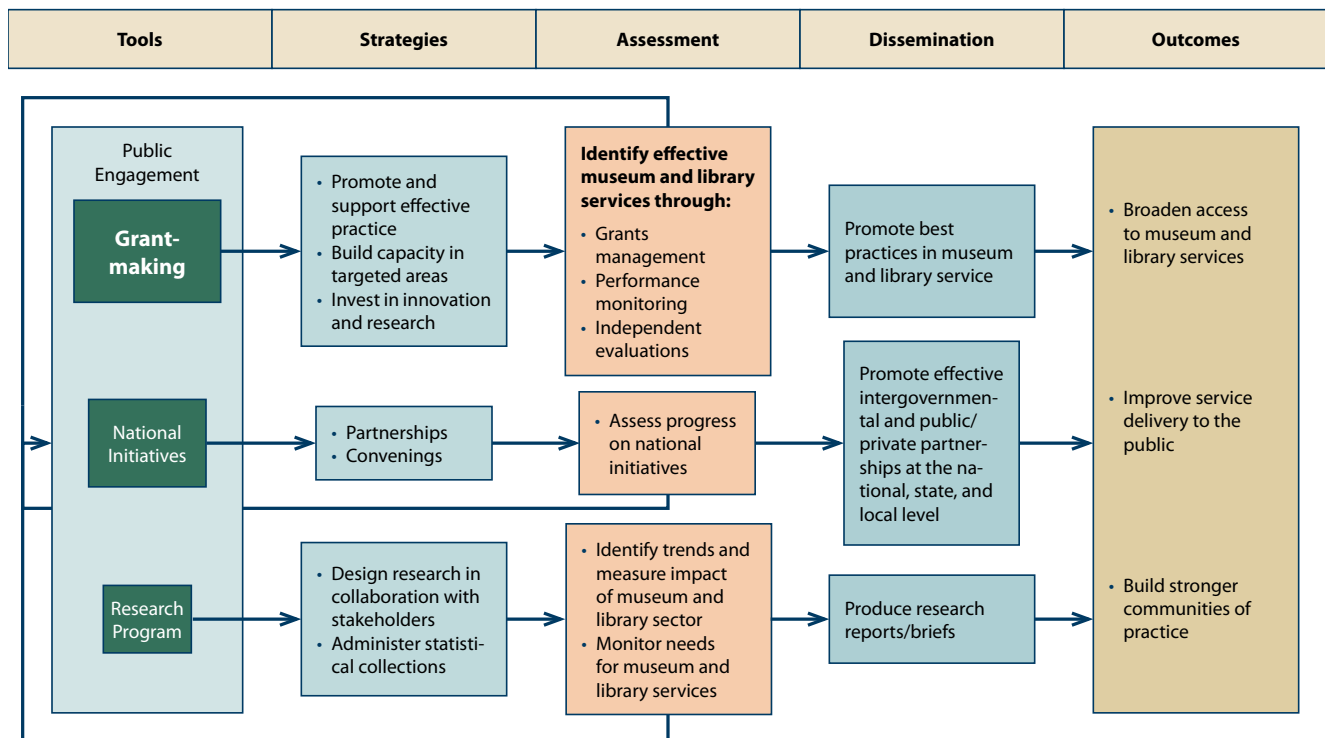 Tools
Strategies
Assessment
Dissemination
Outcomes
Public
Engagement
Grant-
making
• Promote and
support effective
practice
• Build capacity in
targeted areas
• Invest in innovation
and research
Identify effective
museum and library
services through:
• Grants
management
• Performance
monitoring
• Independent
evaluations
Promote best
practices in museum
and library service
• Broaden access
to museum and
library services
National
Initiatives
• Partnerships
• Convenings
• Assess progress
on national
initiatives
Promote effective
intergovernmen-
tal and public/
private partner-
ships at the na-
tional, state, and
local level
• Improve service
delivery to the
public
Research
Program
• Design research in
collaboration with
stakeholders
• Administer statisti-
cal collections
• Identify trends and
measure impact
of museum and
library sector
• Monitor needs
for museum and
library services
Produce research
reports/briefs
• Build stronger
communities of
practice